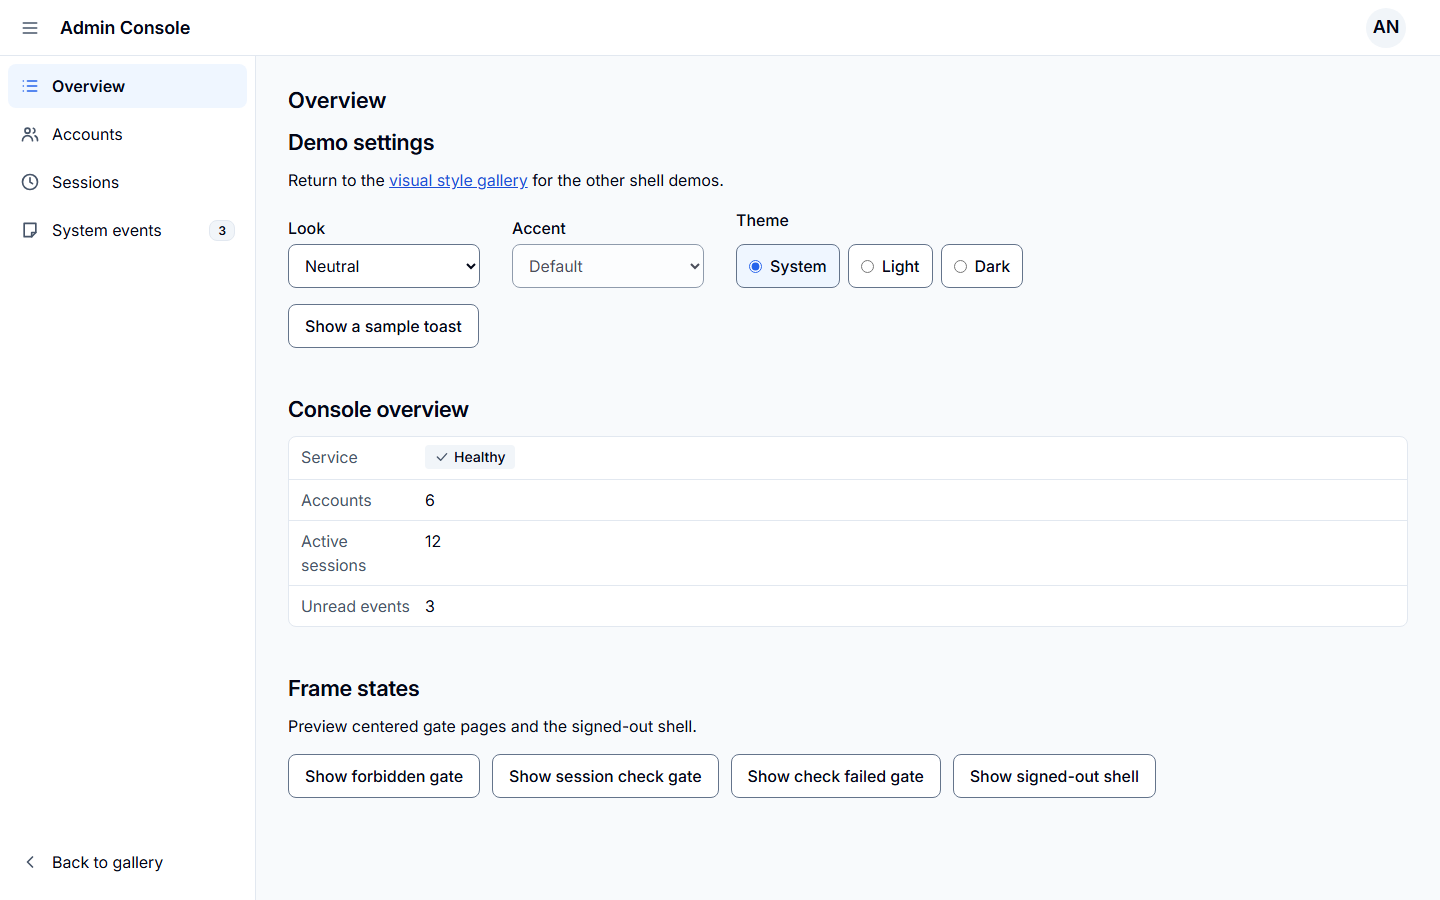 Admin Console
AN
Overview
Accounts
Sessions
System events 3
Back to gallery
Overview
Demo settings
Return to the visual style gallery for the other shell demos.
Look
Accent
Theme
Neutral
Default
System
Light
Dark
Show a sample toast
Console overview
Service Healthy
Accounts 6
Active sessions 12
Unread events 3
Frame states
Preview centered gate pages and the signed-out shell.
Show forbidden gate
Show session check gate
Show check failed gate
Show signed-out shell